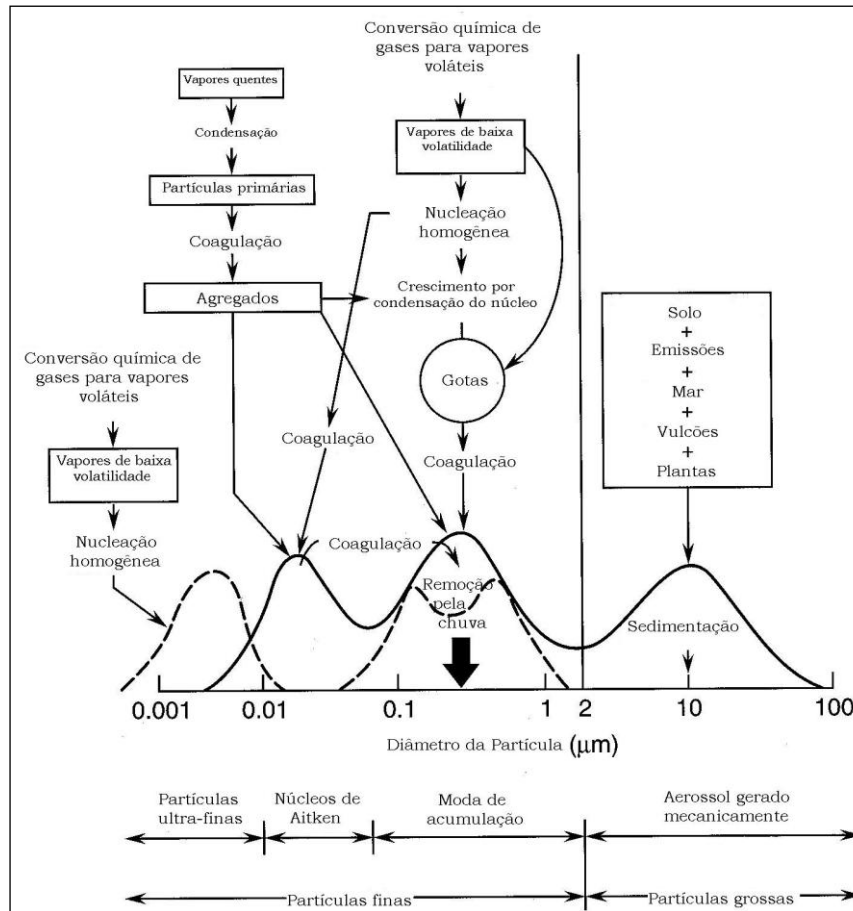 Conversão química de
gases para vapores
voláteis
Vapores quentes
Condensação
Partículas primárias
Coagulação
Agregados
Vapores de baixa
volatilidade
Nucleação
homogênea
Crescimento por
condensação do núcleo
Gotas
Coagulação
Coagulação
Solo
+
Emissões
+
Mar
+
Vulcões
+
Plantas
Conversão química de
gases para vapores
voláteis
Vapores de baixa
volatilidade
Nucleação
homogênea
Coagulação
Remoção
pela
chuva
Sedimentação
0.001 0.01 0.1 1 2 10 100
Diâmetro da Partícula (μm)
Partículas
ultra-finas
Núcleos de
Aitken
Moda de
acumulação
Aerossol gerado
mecanicamente
Partículas finas
Partículas grossas